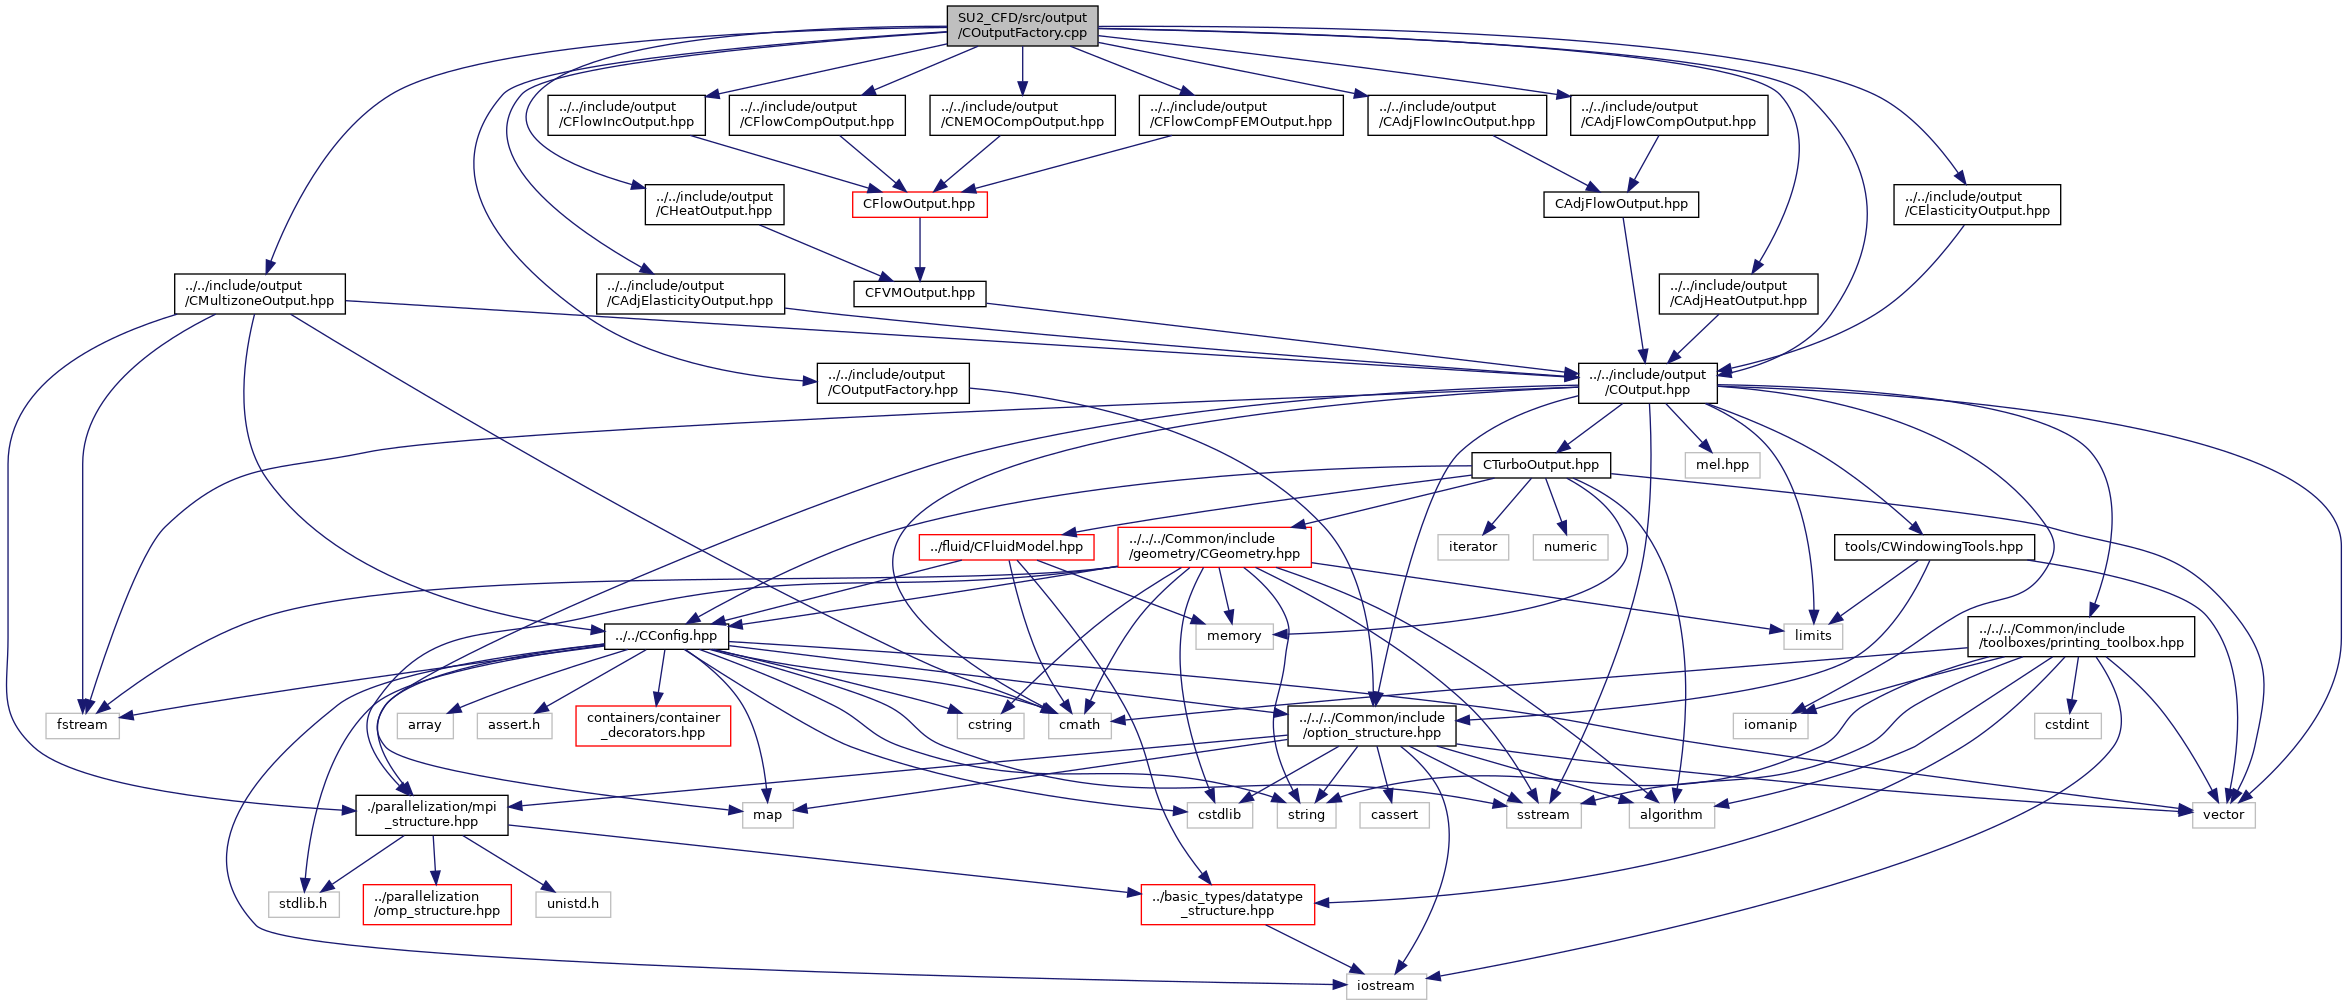 SU2_CFD/src/output
/COutputFactory.cpp
../../include/output
/CFlowIncOutput.hpp
../../include/output
/CFlowCompOutput.hpp
../../include/output
/CNEMOCompOutput.hpp
../../include/output
/CFlowCompFEMOutput.hpp
../../include/output
/CAdjFlowIncOutput.hpp
../../include/output
/CAdjFlowCompOutput.hpp
../../include/output
/CHeatOutput.hpp
CFlowOutput.hpp
CAdjFlowOutput.hpp
../../include/output
/CElasticityOutput.hpp
../../include/output
/CMultizoneOutput.hpp
../../include/output
/CAdjElasticityOutput.hpp
CFVMOutput.hpp
../../include/output
/CAdjHeatOutput.hpp
../../include/output
/COutputFactory.hpp
../../include/output
/COutput.hpp
CTurboOutput.hpp
mel.hpp
../fluid/CFluidModel.hpp
../../../Common/include
/geometry/CGeometry.hpp
iterator
numeric
tools/CWindowingTools.hpp
../../CConfig.hpp
memory
limits
../../../Common/include
/toolboxes/printing_toolbox.hpp
fstream
array
assert.h
containers/container
_decorators.hpp
cstring
cmath
../../../Common/include
/option_structure.hpp
iomanip
cstdint
./parallelization/mpi
_structure.hpp
map
cstdlib
string
cassert
sstream
algorithm
vector
stdlib.h
../parallelization
/omp_structure.hpp
unistd.h
../basic_types/datatype
_structure.hpp
iostream